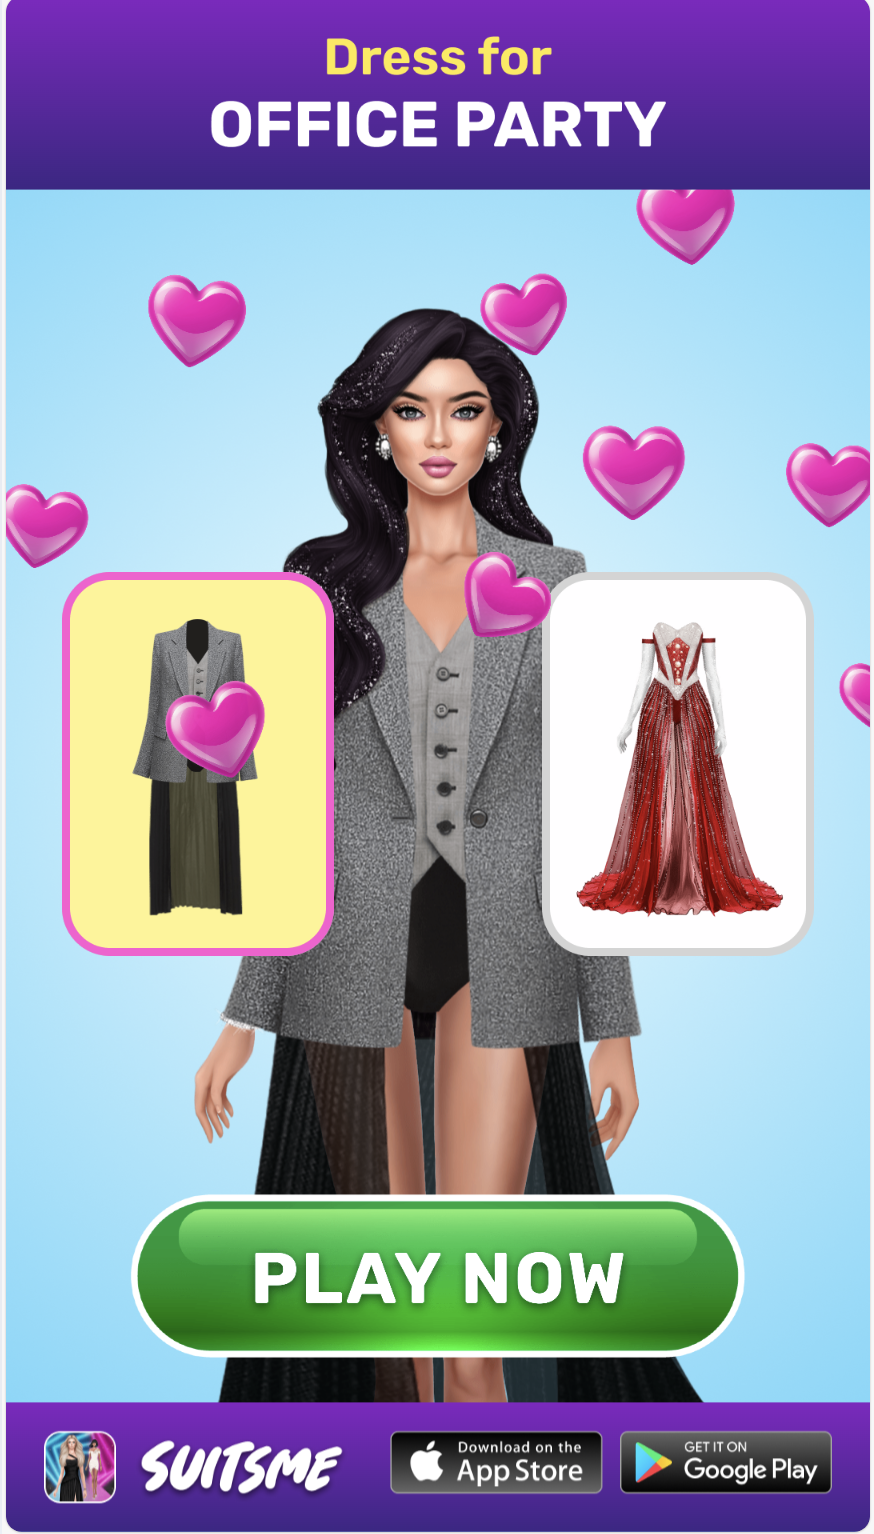 Dress for
OFFICE PARTY
PLAY NOW
SUITSME
Download on the
App Store
GET IT ON
Google Play